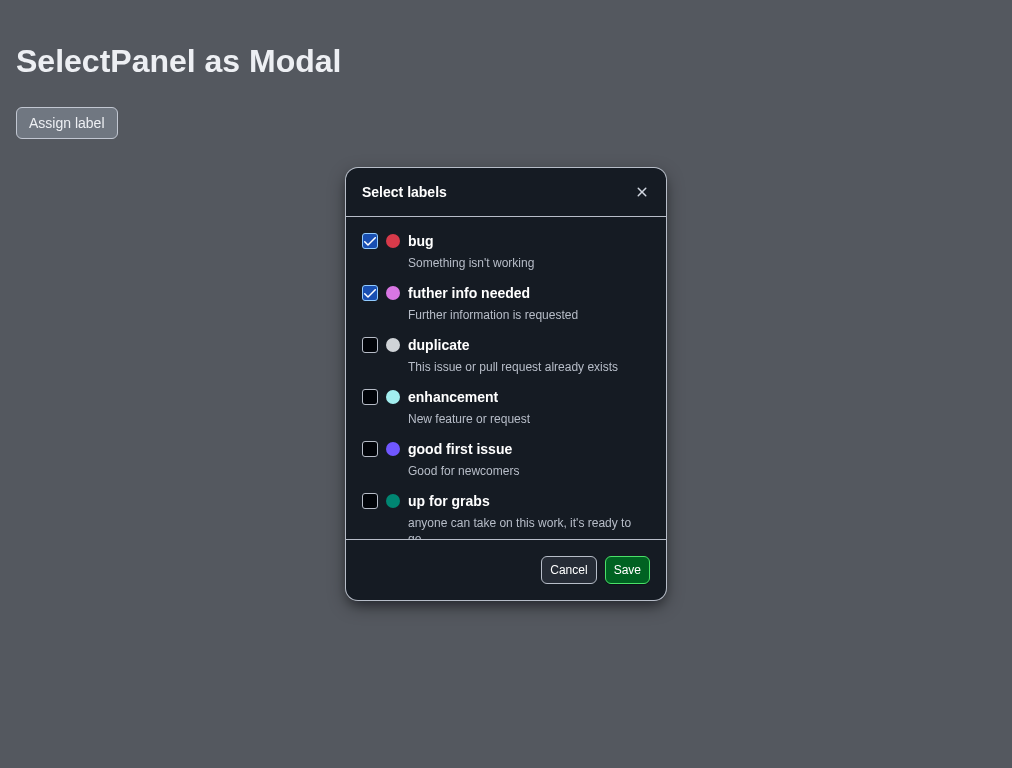 SelectPanel as Modal
Assign label
Select labels
bug
Something isn't working
futher info needed
Further information is requested
duplicate
This issue or pull request already exists
enhancement
New feature or request
good first issue
Good for newcomers
up for grabs
anyone can take on this work, it's ready to
go
Cancel Save